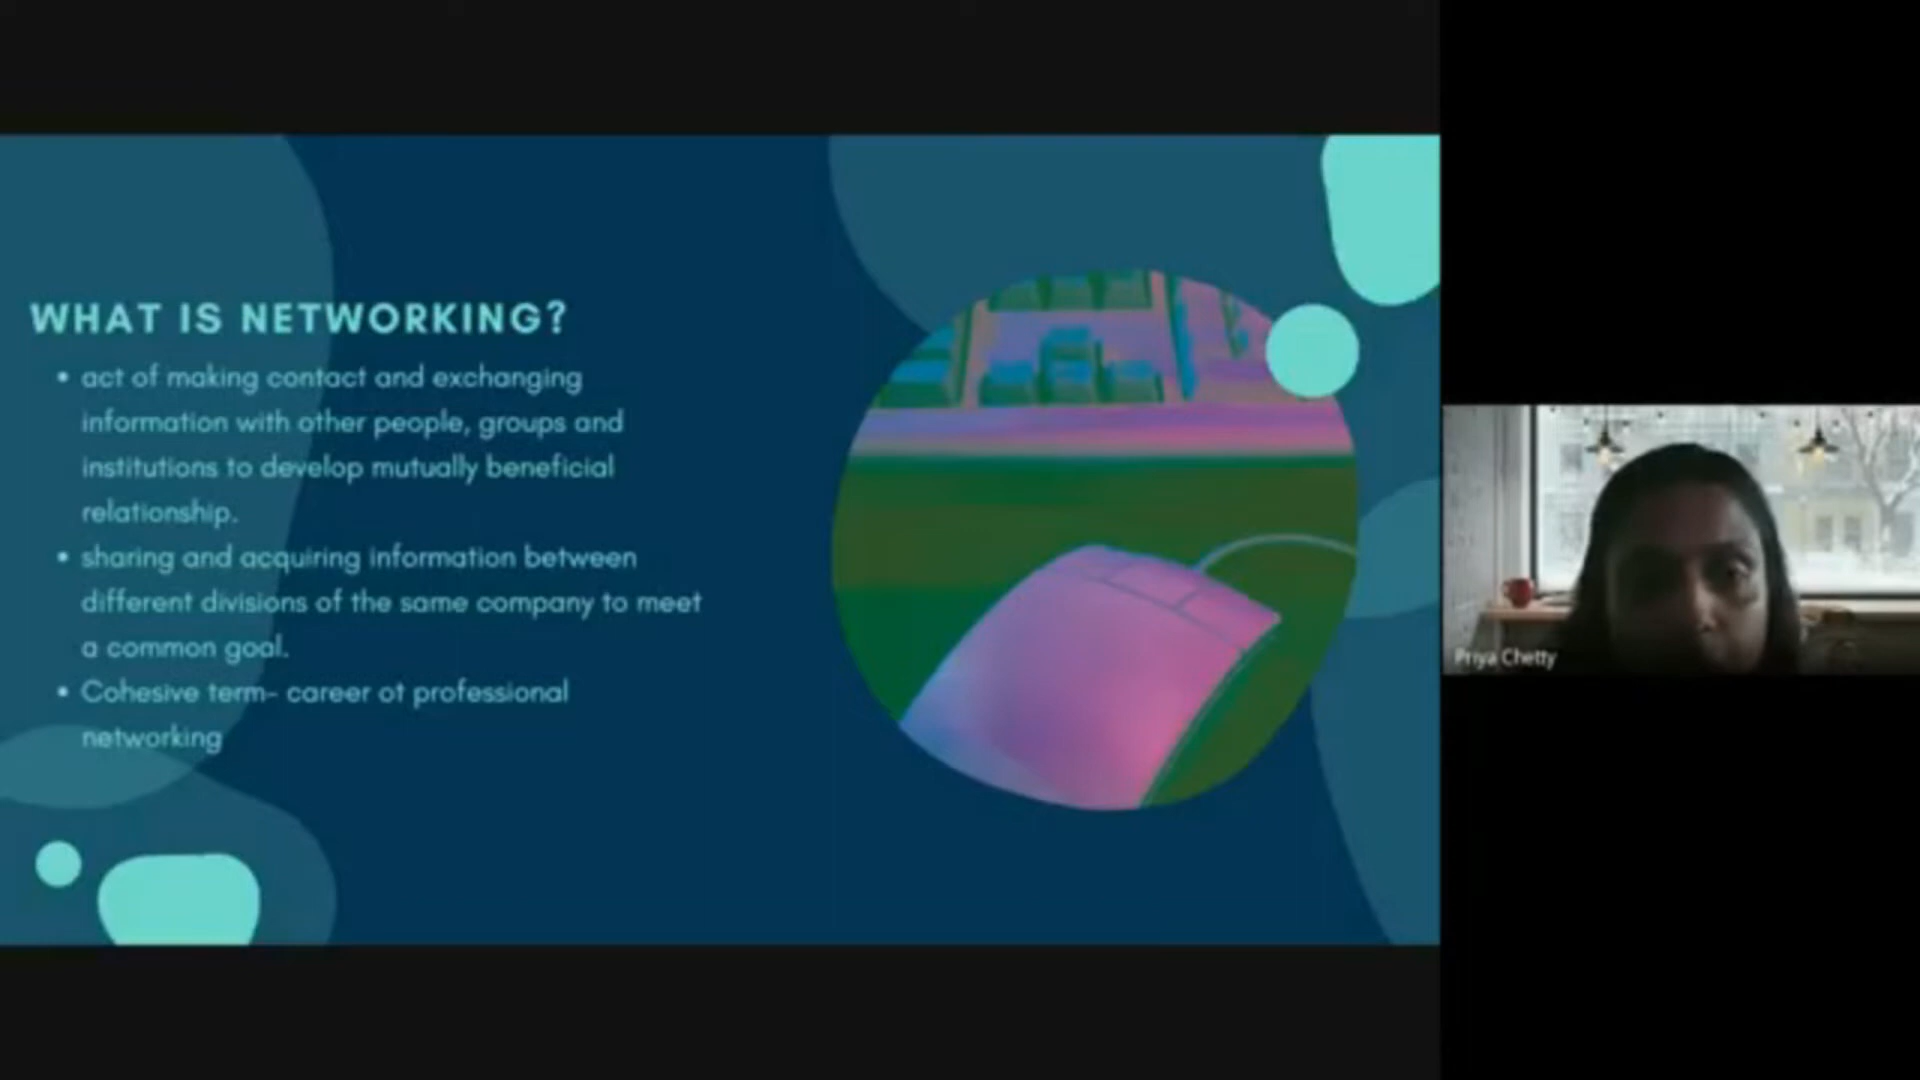 WHAT IS NETWORKING?
• act of making contact and exchanging
information with other people, groups and
institutions to develop mutually beneficial
relationship.
• sharing and acquiring information between
different divisions of the same company to meet
a common goal.
• Cohesive term- career ot professional
networking
Priya Chetty